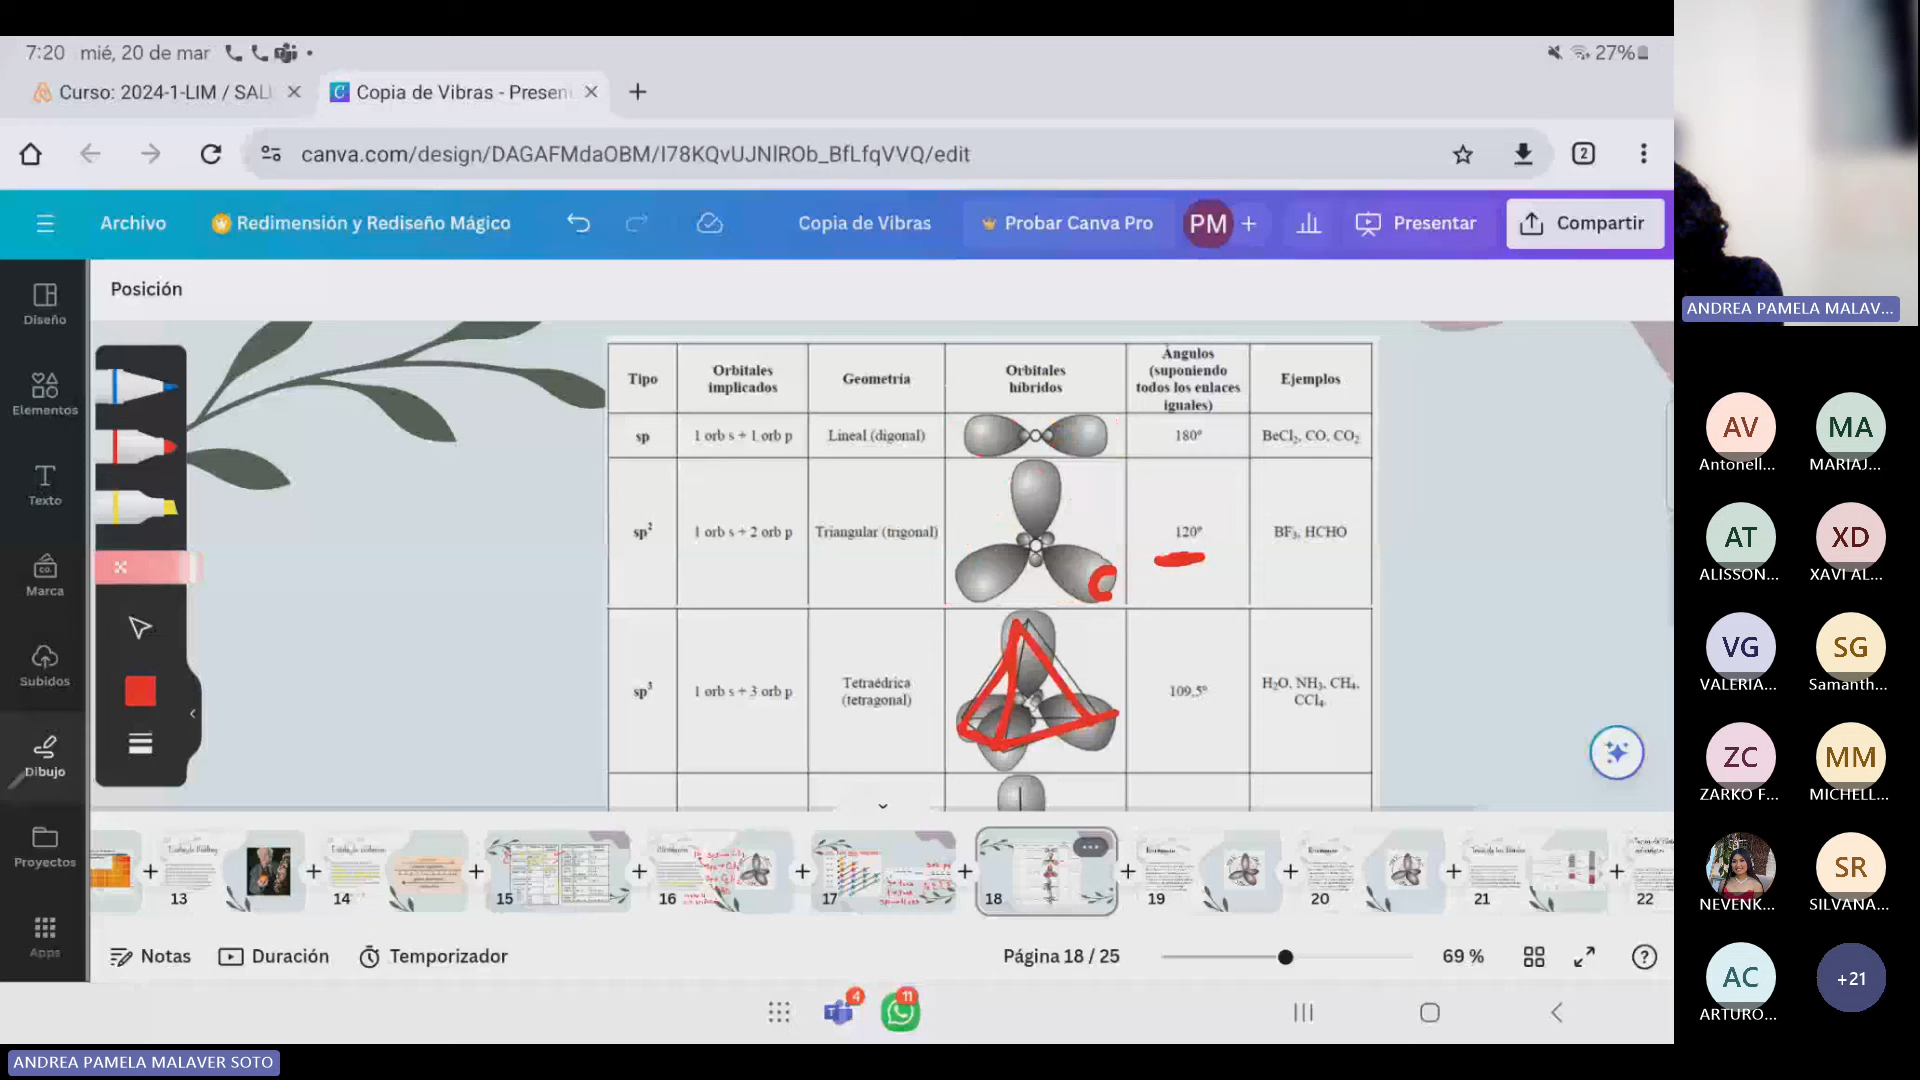 7:20 mié, 20 de mar
27%
Curso: 2024-1-LIM / SAL
Copia de Vibras - Presen
canva.com/design/DAGAFMdaOBM/I78KQvUJNlROb_BfLfqVVQ/edit
2
Archivo
Redimensión y Rediseño Mágico
Copia de Vibras
Probar Canva Pro
PM
Presentar
Compartir
Posición
Diseño
Elementos
Texto
Marca
Subidos
Dibujo
Proyectos
Apps
Tipo
Orbitales implicados
Geometría
Orbitales híbridos
Ángulos (suponiendo todos los enlaces iguales)
Ejemplos
sp
1 orb s + 1 orb p
Lineal (digonal)
180º
BeCl₂, CO, CO₂
sp²
1 orb s + 2 orb p
Triangular (trigonal)
120º
BF₃, HCHO
sp³
1 orb s + 3 orb p
Tetraédrica (tetragonal)
109,5º
H₂O, NH₃, CH₄, CCl₄.
13
14
15
16
17
18
19
20
21
22
Notas
Duración
Temporizador
Página 18 / 25
69 %
4
11
ANDREA PAMELA MALAVER SOTO
ANDREA PAMELA MALAV...
AV
Antonell...
MA
MARIAJ...
AT
ALISSON...
XD
XAVI AL...
VG
VALERIA...
SG
Samanth...
ZC
ZARKO F...
MM
MICHELL...
NEVENK...
SR
SILVANA...
AC
ARTURO...
+21